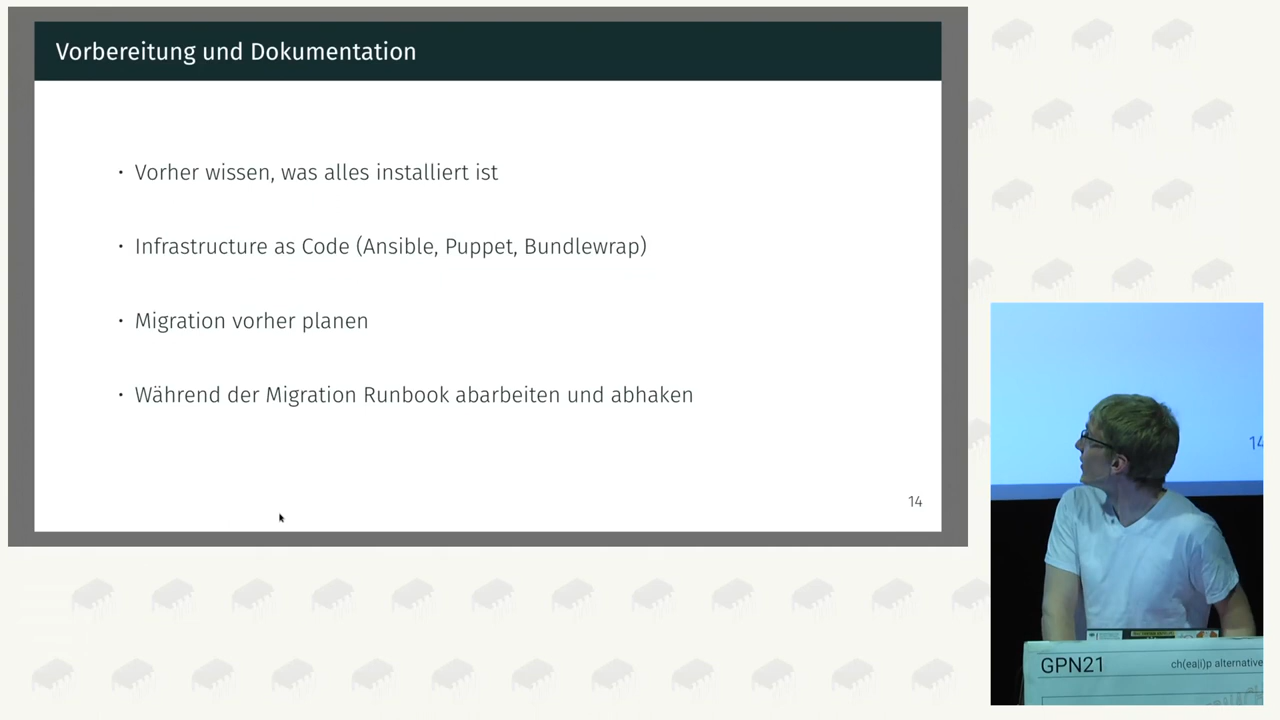 Vorbereitung und Dokumentation
• Vorher wissen, was alles installiert ist
• Infrastructure as Code (Ansible, Puppet, Bundlewrap)
• Migration vorher planen
• Während der Migration Runbook abarbeiten und abhaken
14
14
GPN21
ch(ea|i)p alternative